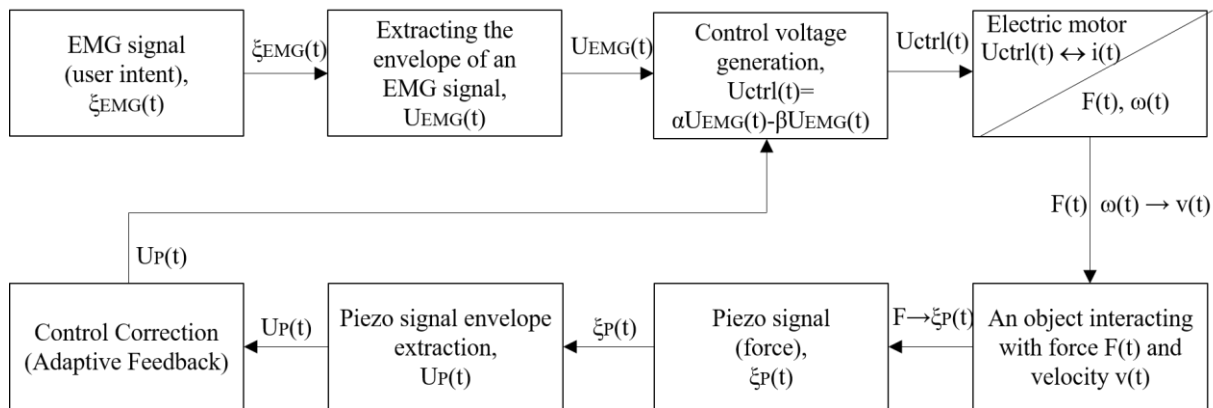 EMG signal
(user intent),
ξEMG(t)
ξEMG(t)
Extracting the
envelope of an
EMG signal,
UEMG(t)
UEMG(t)
Control voltage
generation,
Uctrl(t)=
αUEMG(t)-βUEMG(t)
Uctrl(t)
Electric motor
Uctrl(t) ↔ i(t)
F(t), ω(t)
F(t) ω(t) → v(t)
UP(t)
Control Correction
(Adaptive Feedback)
UP(t)
Piezo signal envelope
extraction,
UP(t)
ξP(t)
Piezo signal
(force),
ξP(t)
F→ξP(t)
An object interacting
with force F(t) and
velocity v(t)